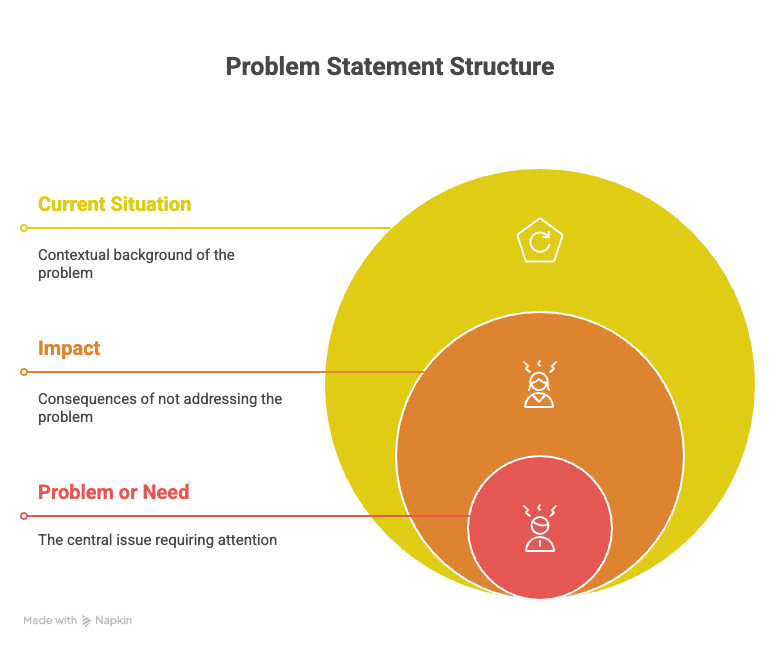 Problem Statement Structure
Current Situation
Contextual background of the
problem
Impact
Consequences of not addressing the
problem
Problem or Need
The central issue requiring attention
Made with Napkin